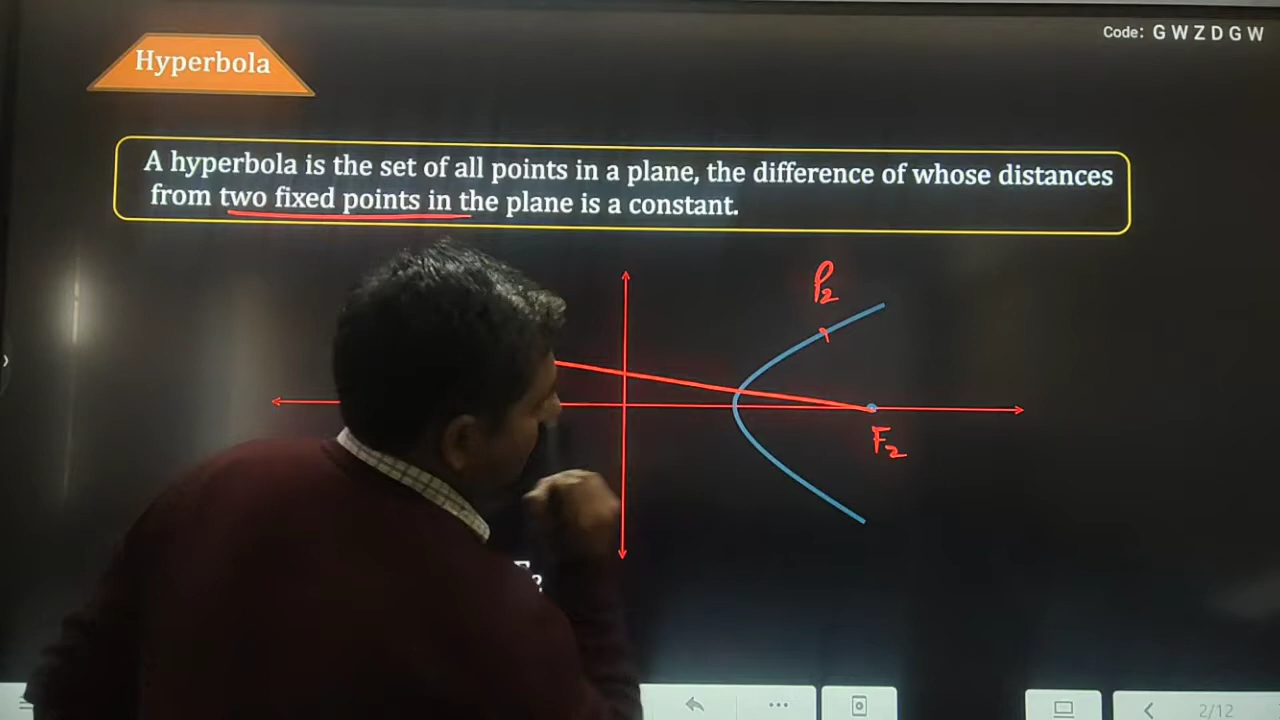 Code: G W Z D G W
Hyperbola
A hyperbola is the set of all points in a plane, the difference of whose distances
from two fixed points in the plane is a constant.
P₂
F₂
2/12